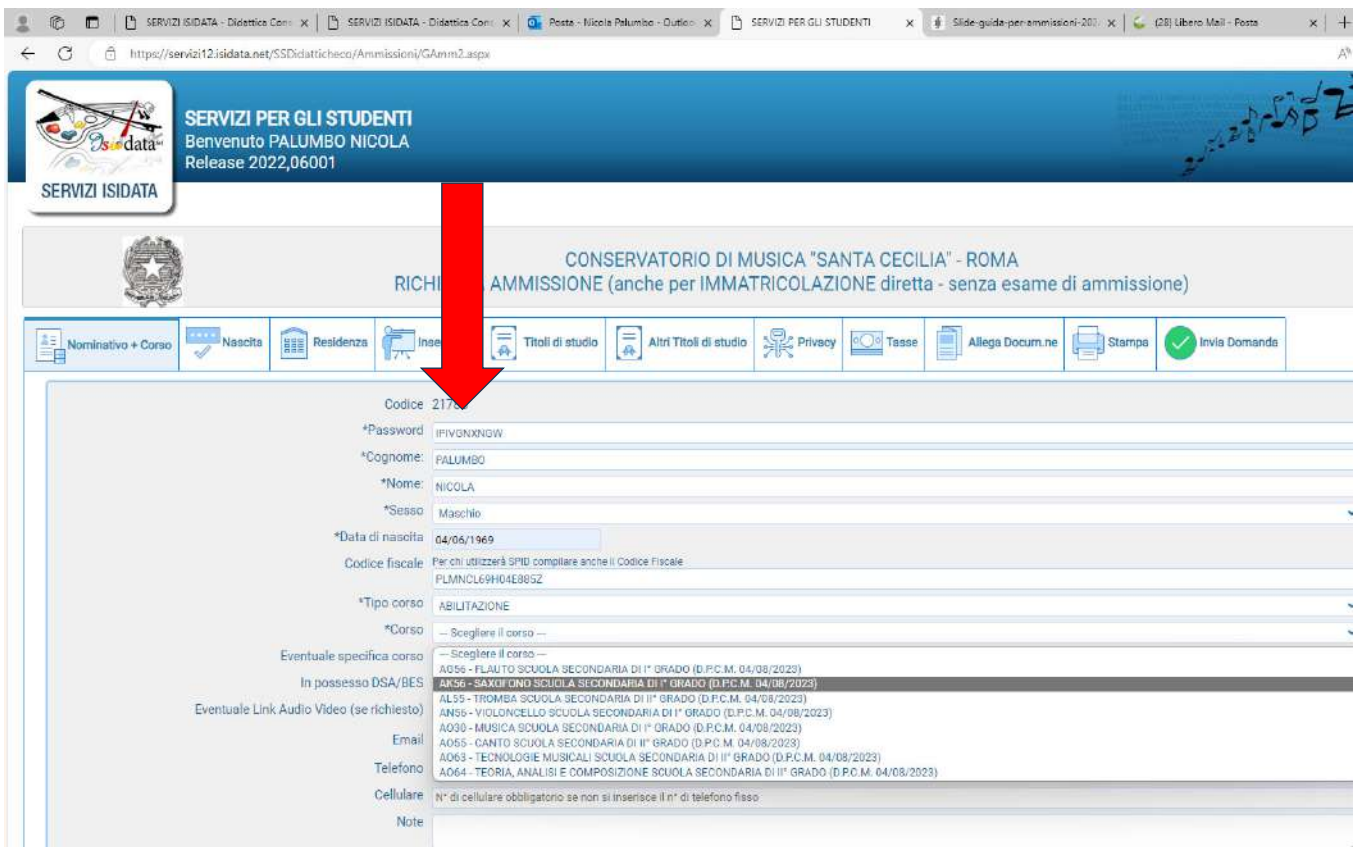 SERVIZI ISIDATA - Didattica Con
SERVIZI ISIDATA - Didattica Con
Posta - Nicola Palumbo - Outloo
SERVIZI PER GLI STUDENTI
Slide-guida-per-ammissioni-202
(28) Libero Mail - Posta
https://servizi12.isidata.net/SSDidatticheco/Ammissioni/GAmm2.aspx
Isidata
SERVIZI ISIDATA
SERVIZI PER GLI STUDENTI
Benvenuto PALUMBO NICOLA
Release 2022,06001
CONSERVATORIO DI MUSICA "SANTA CECILIA" - ROMA
RICHI AMMISSIONE (anche per IMMATRICOLAZIONE diretta - senza esame di ammissione)
Nominativo + Corso
Nascita
Residenza
Inse
Titoli di studio
Altri Titoli di studio
Privacy
Tasse
Allega Docum.ne
Stampa
Invia Domanda
Codice 217
*Password
*Cognome: PALUMBO
*Nome: NICOLA
*Sesso Maschio
*Data di nascita 04/06/1969
Codice fiscale Per chi utilizzerà SPID compilare anche il Codice Fiscale
PLMNCL69H04E885Z
*Tipo corso ABILITAZIONE
*Corso -- Scegliere il corso --
Eventuale specifica corso
-- Scegliere il corso --
AG56 - FLAUTO SCUOLA SECONDARIA DI I° GRADO (D.P.C.M. 04/08/2023)
In possesso DSA/BES
AK56 - SAXOFONO SCUOLA SECONDARIA DI I° GRADO (D.P.C.M. 04/08/2023)
AL55 - TROMBA SCUOLA SECONDARIA DI II° GRADO (D.P.C.M. 04/08/2023)
Eventuale Link Audio Video (se richiesto)
AN56 - VIOLONCELLO SCUOLA SECONDARIA DI I° GRADO (D.P.C.M. 04/08/2023)
A030 - MUSICA SCUOLA SECONDARIA DI I° GRADO (D.P.C.M. 04/08/2023)
Email
A055 - CANTO SCUOLA SECONDARIA DI II° GRADO (D.P.C.M. 04/08/2023)
A063 - TECNOLOGIE MUSICALI SCUOLA SECONDARIA DI II° GRADO (D.P.C.M. 04/08/2023)
Telefono
A064 - TEORIA, ANALISI E COMPOSIZIONE SCUOLA SECONDARIA DI II° GRADO (D.P.C.M. 04/08/2023)
Cellulare N° di cellulare obbligatorio se non si inserisce il n° di telefono fisso
Note